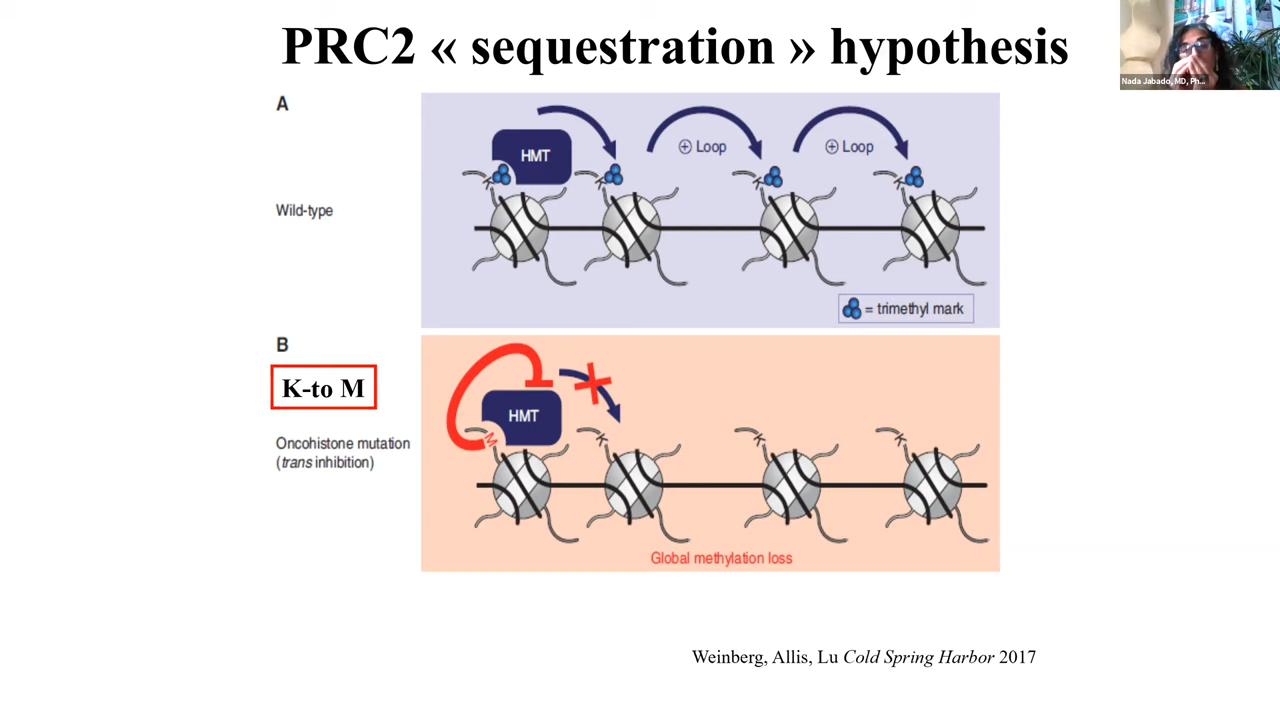 PRC2 « sequestration » hypothesis
Nada Jabado, MD, Ph...
A
HMT
+ Loop
+ Loop
K
K
K
K
Wild-type
= trimethyl mark
B
K-to M
HMT
M
K
K
K
Oncohistone mutation
(trans inhibition)
Global methylation loss
Weinberg, Allis, Lu Cold Spring Harbor 2017